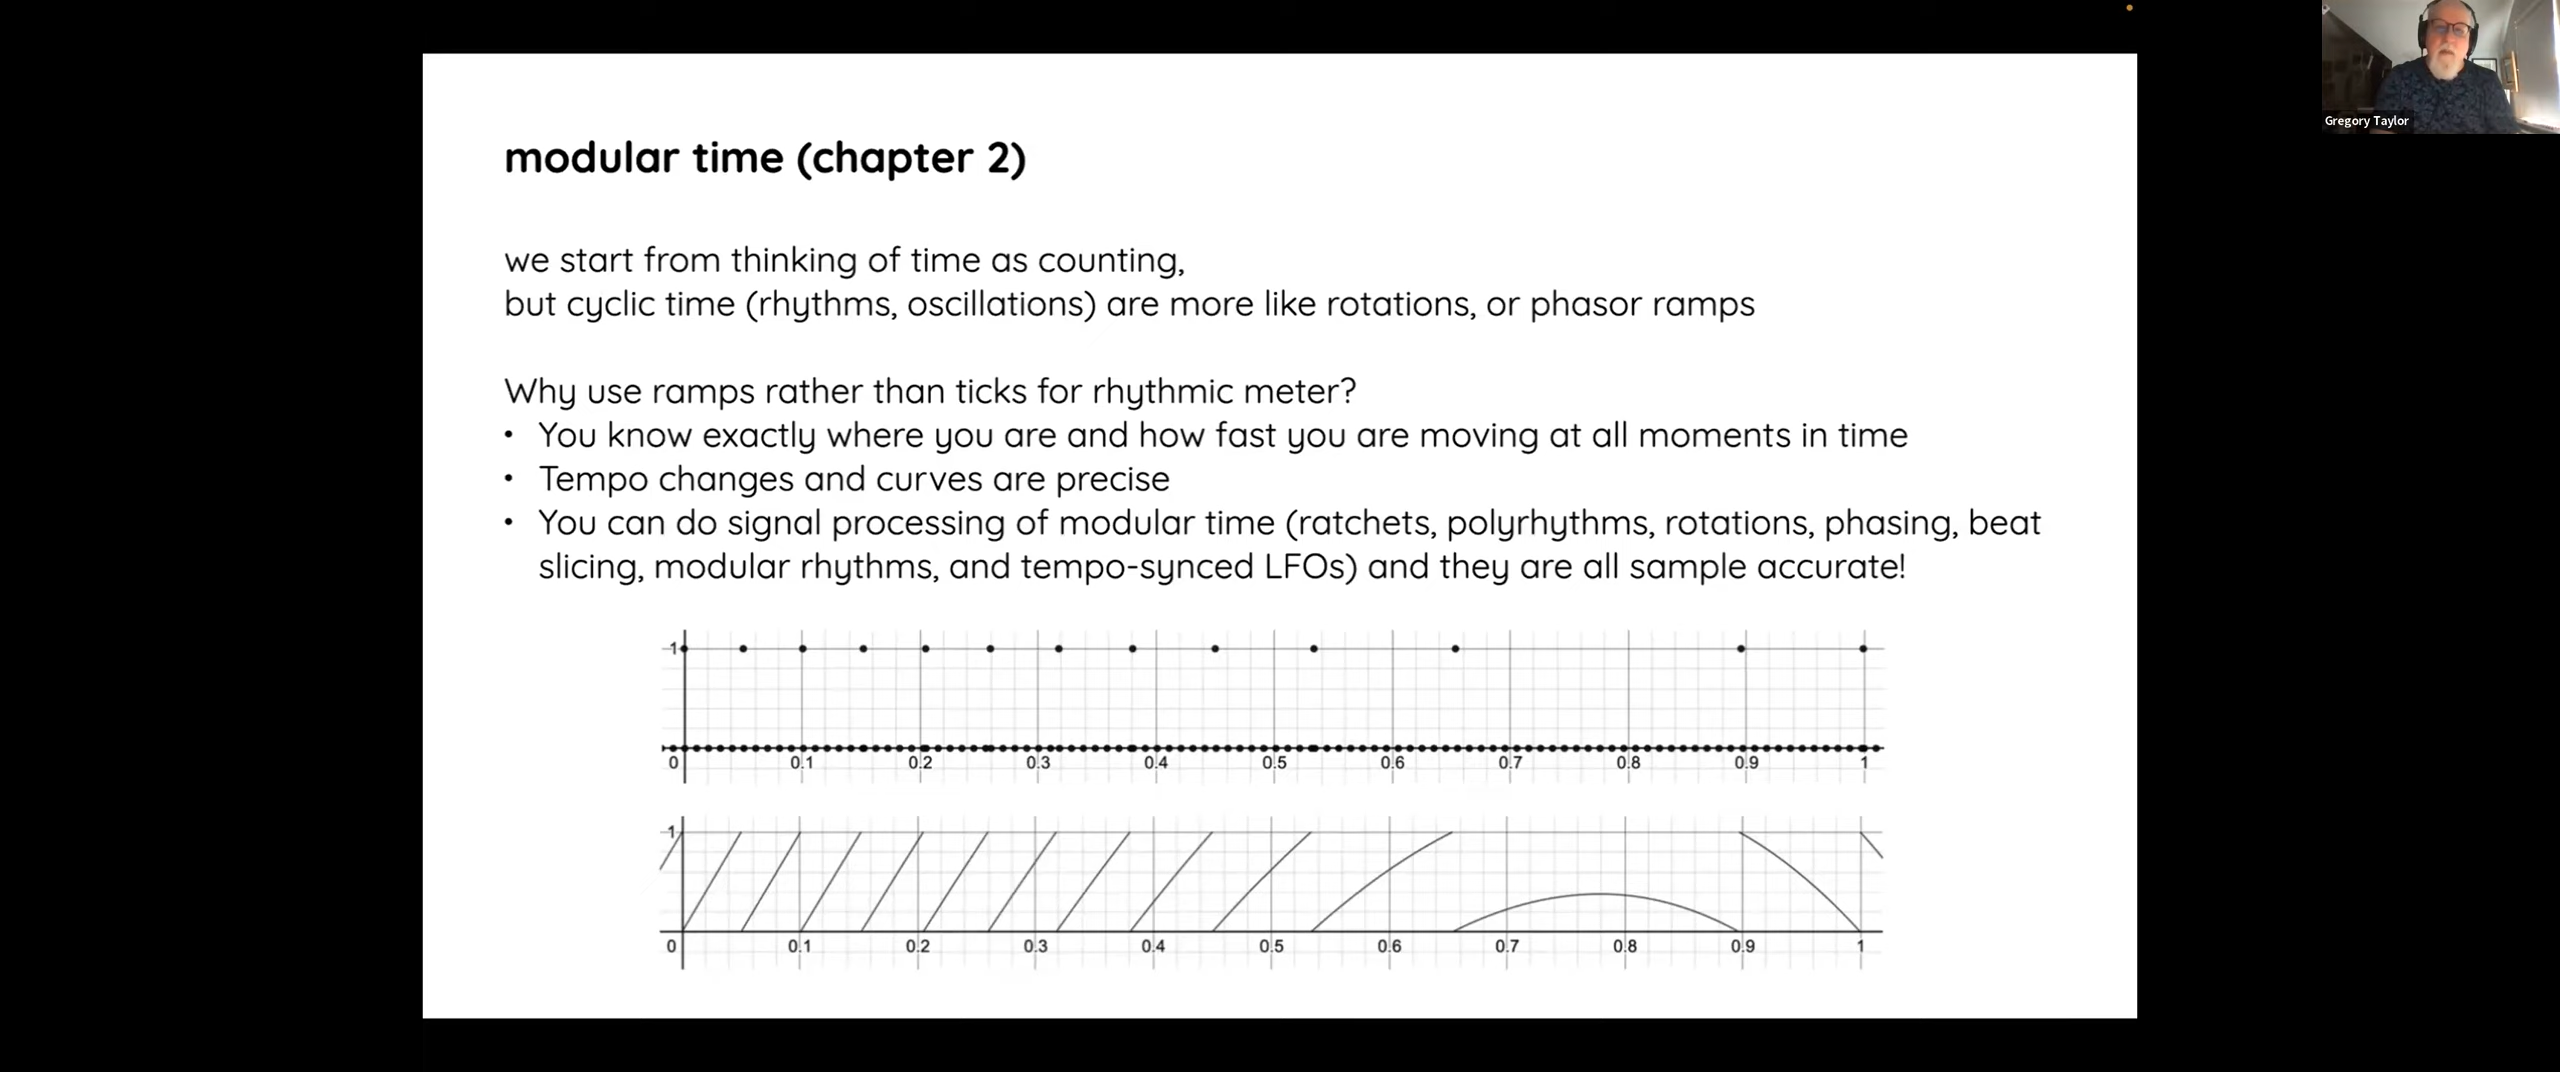 Gregory Taylor
modular time (chapter 2)
we start from thinking of time as counting,
but cyclic time (rhythms, oscillations) are more like rotations, or phasor ramps
Why use ramps rather than ticks for rhythmic meter?
• You know exactly where you are and how fast you are moving at all moments in time
• Tempo changes and curves are precise
• You can do signal processing of modular time (ratchets, polyrhythms, rotations, phasing, beat
slicing, modular rhythms, and tempo-synced LFOs) and they are all sample accurate!
1
0 0.1 0.2 0.3 0.4 0.5 0.6 0.7 0.8 0.9 1
1
0 0.1 0.2 0.3 0.4 0.5 0.6 0.7 0.8 0.9 1